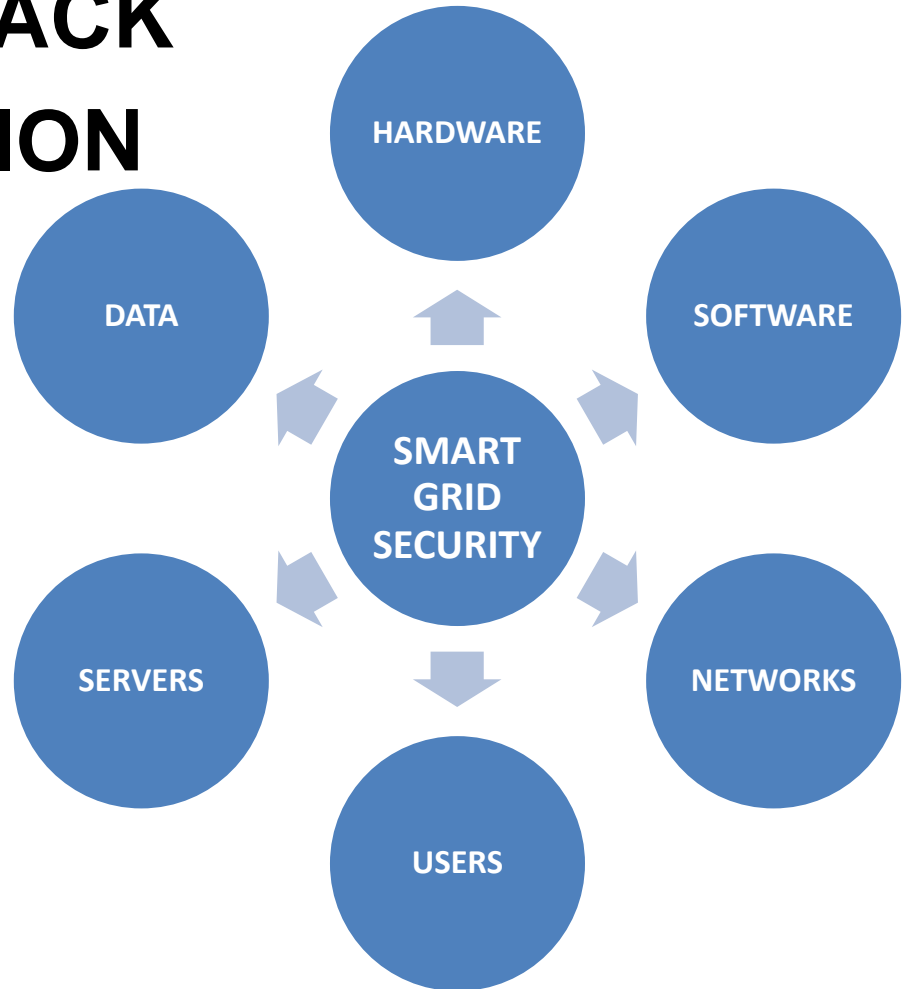 ACK
ION
HARDWARE
DATA
SOFTWARE
SMART
GRID
SECURITY
SERVERS
NETWORKS
USERS